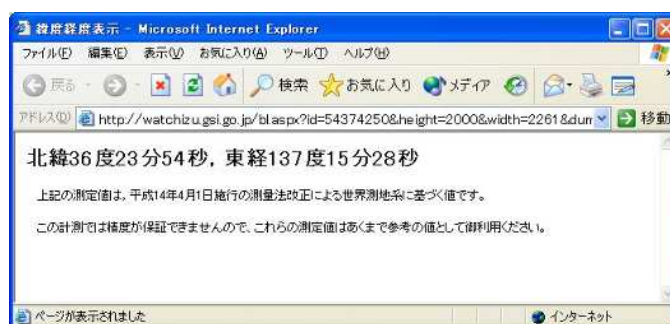 緯度経度表示 - Microsoft Internet Explorer
ファイル(F) 編集(E) 表示(V) お気に入り(A) ツール(T) ヘルプ(H)
戻る 検索 お気に入り メディア
アドレス(D) http://watchizu.gsi.go.jp/bl.aspx?id=54374250&height=2000&width=2261&dum 移動
北緯36度23分54秒，東経137度15分28秒
上記の測定値は，平成14年4月1日施行の測量法改正による世界測地系に基づく値です。
この計測では精度が保証できませんので、これらの測定値はあくまで参考の値として御利用ください。
ページが表示されました インターネット